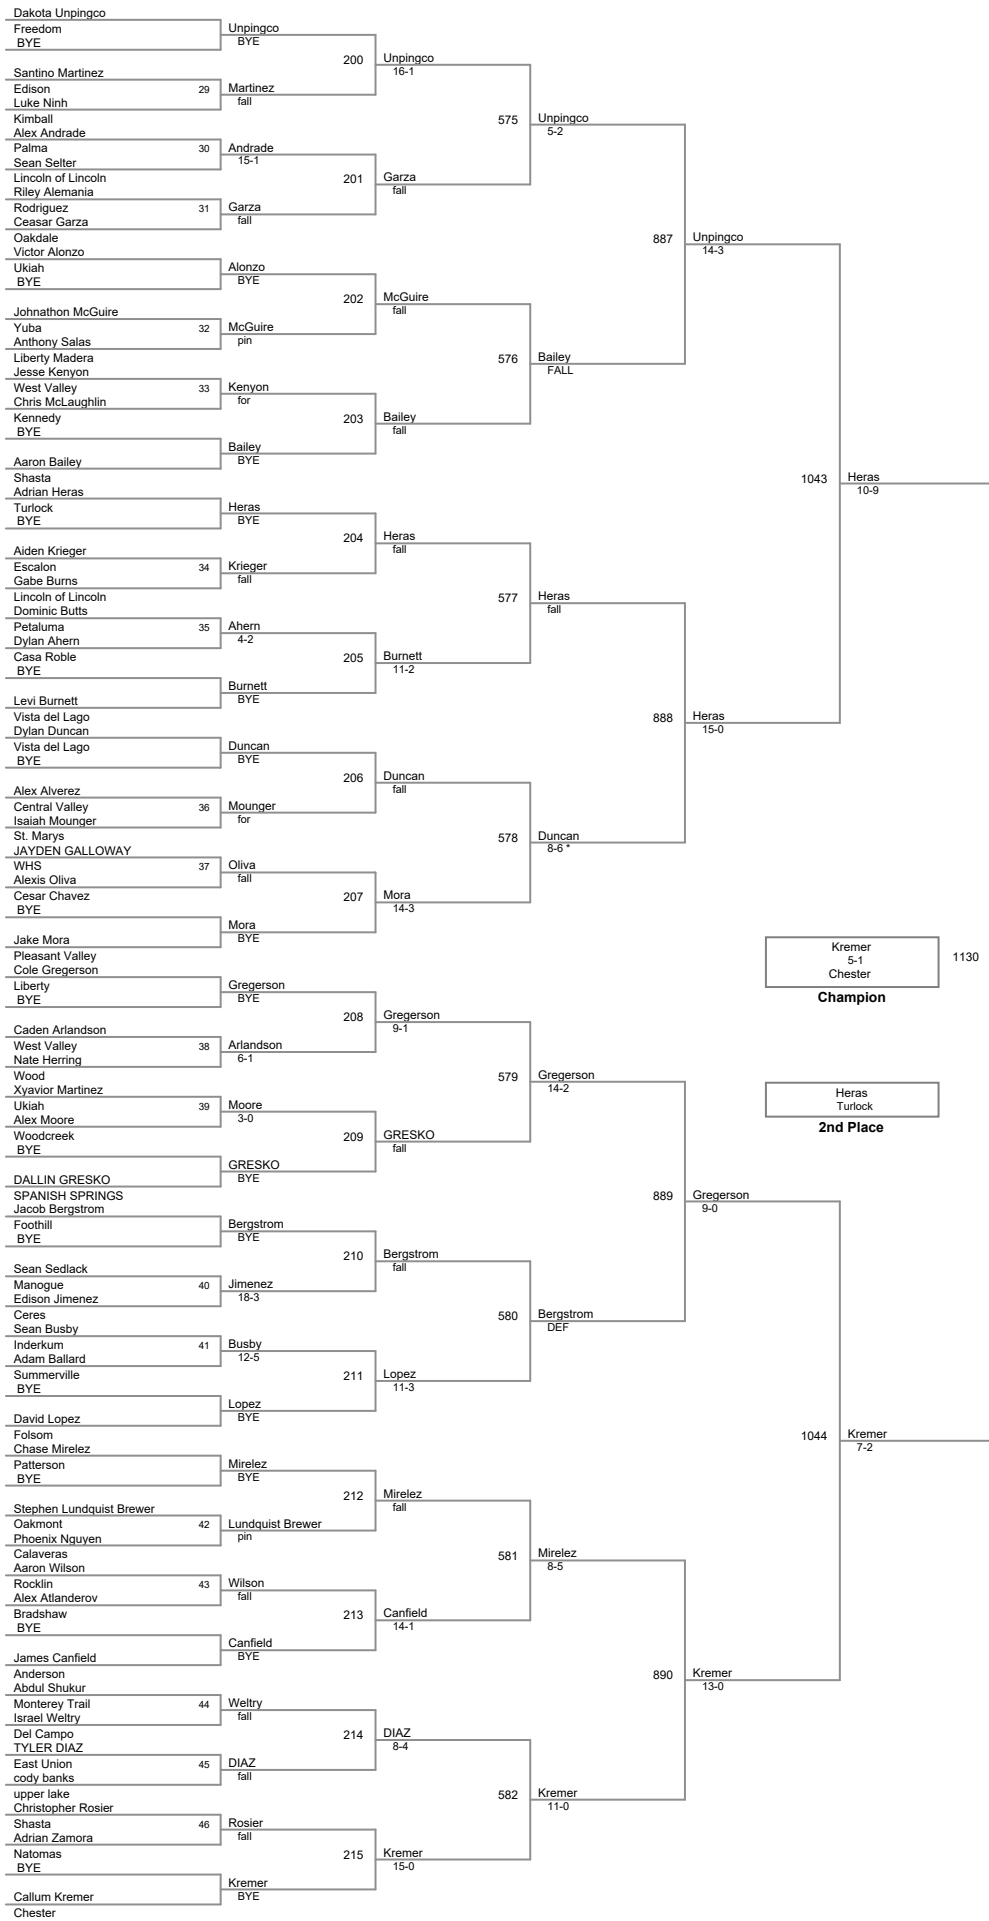 Dakota Unpingco
Freedom
BYE
Santino Martinez
Edison
Luke Ninh
Kimball
Alex Andrade
Palma
Sean Selter
Lincoln of Lincoln
Riley Alemania
Rodriguez
Ceasar Garza
Oakdale
Victor Alonzo
Ukiah
BYE
Johnathon McGuire
Yuba
Anthony Salas
Liberty Madera
Jesse Kenyon
West Valley
Chris McLaughlin
Kennedy
BYE
Aaron Bailey
Shasta
Adrian Heras
Turlock
BYE
Aiden Krieger
Escalon
Gabe Burns
Lincoln of Lincoln
Dominic Butts
Petaluma
Dylan Ahern
Casa Roble
BYE
Levi Burnett
Vista del Lago
Dylan Duncan
Vista del Lago
BYE
Alex Alverez
Central Valley
Isaiah Mounger
St. Marys
JAYDEN GALLOWAY
WHS
Alexis Oliva
Cesar Chavez
BYE
Jake Mora
Pleasant Valley
Cole Gregerson
Liberty
BYE
Caden Arlandson
West Valley
Nate Herring
Wood
Xyavior Martinez
Ukiah
Alex Moore
Woodcreek
BYE
DALLIN GRESKO
SPANISH SPRINGS
Jacob Bergstrom
Foothill
BYE
Sean Sedlack
Manogue
Edison Jimenez
Ceres
Sean Busby
Inderkum
Adam Ballard
Summerville
BYE
David Lopez
Folsom
Chase Mirelez
Patterson
BYE
Stephen Lundquist Brewer
Oakmont
Phoenix Nguyen
Calaveras
Aaron Wilson
Rocklin
Alex Atlanderov
Bradshaw
BYE
James Canfield
Anderson
Abdul Shukur
Monterey Trail
Israel Weltry
Del Campo
TYLER DIAZ
East Union
cody banks
upper lake
Christopher Rosier
Shasta
Adrian Zamora
Natomas
BYE
Callum Kremer
Chester
29
30
31
32
33
34
35
36
37
38
39
40
41
42
43
44
45
46
Unpingco
BYE
Martinez
fall
Andrade
15-1
Garza
fall
Alonzo
BYE
McGuire
pin
Kenyon
for
Bailey
BYE
Heras
BYE
Krieger
fall
Ahern
4-2
Burnett
BYE
Duncan
BYE
Mounger
for
Oliva
fall
Mora
BYE
Gregerson
BYE
Arlandson
6-1
Moore
3-0
GRESKO
BYE
Bergstrom
BYE
Jimenez
18-3
Busby
12-5
Lopez
BYE
Mirelez
BYE
Lundquist Brewer
pin
Wilson
fall
Canfield
BYE
Weltry
fall
DIAZ
fall
Rosier
fall
Kremer
BYE
200
201
202
203
204
205
206
207
208
209
210
211
212
213
214
215
Unpingco
16-1
Garza
fall
McGuire
fall
Bailey
fall
Heras
fall
Burnett
11-2
Duncan
fall
Mora
14-3
Gregerson
9-1
GRESKO
fall
Bergstrom
fall
Lopez
11-3
Mirelez
fall
Canfield
14-1
DIAZ
8-4
Kremer
15-0
575
576
577
578
579
580
581
582
Unpingco
5-2
Bailey
FALL
Heras
fall
Duncan
8-6 *
Gregerson
14-2
Bergstrom
DEF
Mirelez
8-5
Kremer
11-0
887
888
889
890
Unpingco
14-3
Heras
15-0
Gregerson
9-0
Kremer
13-0
1043
1044
Heras
10-9
Kremer
7-2
Kremer
5-1
Chester
1130
Champion
Heras
Turlock
2nd Place